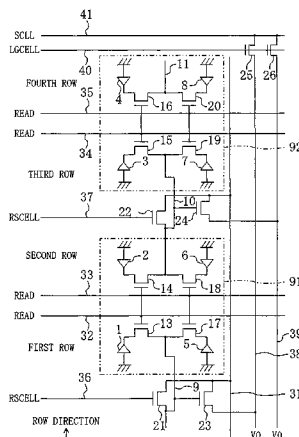 41
SCLL
LGCELL
40
11
25
26
FOURTH ROW
4
8
35
16
20
READ
READ
34
15
19
92
THIRD ROW
3
7
37
10
22
24
RSCELL
SECOND ROW
2
6
33
14
18
91
READ
READ
39
32
13
17
38
FIRST ROW
1
5
36
9
31
RSCELL
21
23
ROW DIRECTION
VO
VO